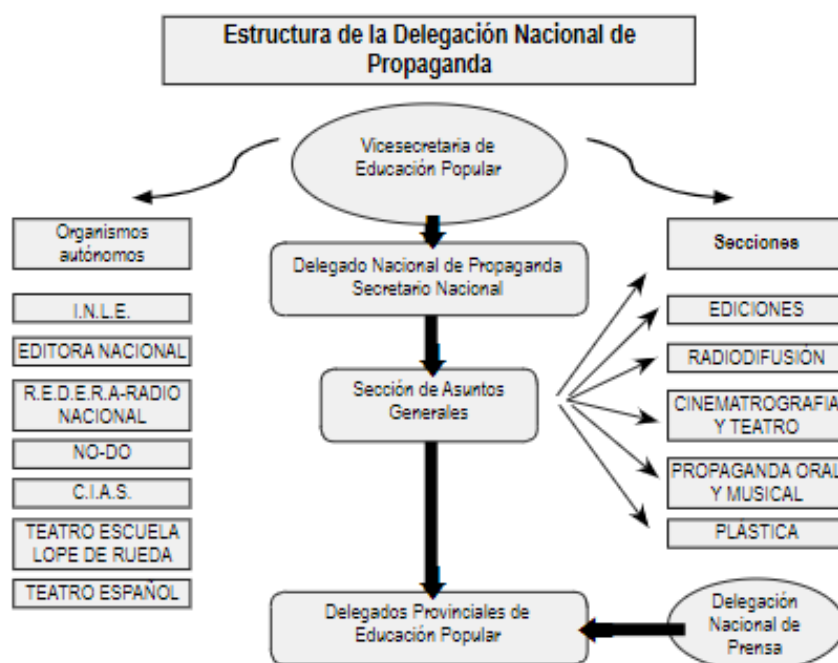 Estructura de la Delegación Nacional de
Propaganda
Vicesecretaria de
Educación Popular
Organismos
autónomos
I.N.L.E.
EDITORA NACIONAL
R.E.D.E.R.A-RADIO
NACIONAL
NO-DO
C.I.A.S.
TEATRO ESCUELA
LOPE DE RUEDA
TEATRO ESPAÑOL
Delegado Nacional de Propaganda
Secretario Nacional
Sección de Asuntos
Generales
Delegados Provinciales de
Educación Popular
Secciones
EDICIONES
RADIODIFUSIÓN
CINEMATROGRAFIA
Y TEATRO
PROPAGANDA ORAL
Y MUSICAL
PLÁSTICA
Delegación
Nacional de
Prensa